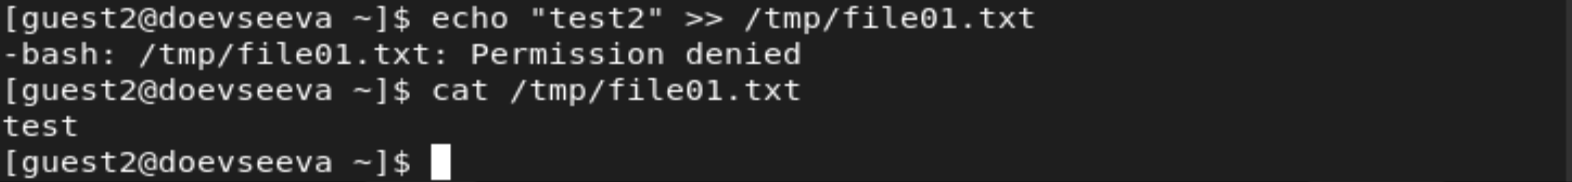 [guest2@doevseeva ~]$ echo "test2" >> /tmp/file01.txt
-bash: /tmp/file01.txt: Permission denied
[guest2@doevseeva ~]$ cat /tmp/file01.txt
test
[guest2@doevseeva ~]$